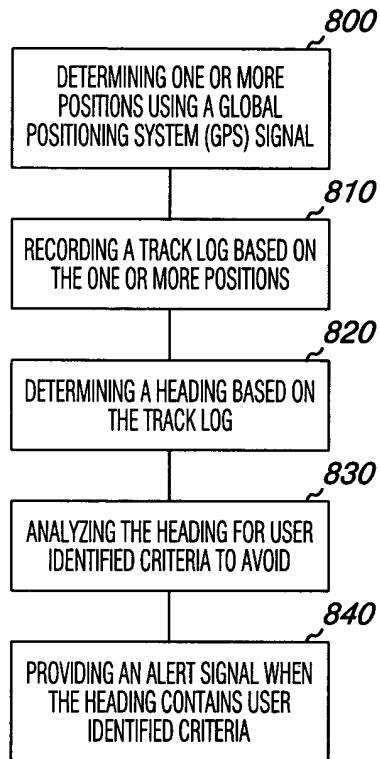 800
DETERMINING ONE OR MORE
POSITIONS USING A GLOBAL
POSITIONING SYSTEM (GPS) SIGNAL
810
RECORDING A TRACK LOG BASED ON
THE ONE OR MORE POSITIONS
820
DETERMINING A HEADING BASED ON
THE TRACK LOG
830
ANALYZING THE HEADING FOR USER
IDENTIFIED CRITERIA TO AVOID
840
PROVIDING AN ALERT SIGNAL WHEN
THE HEADING CONTAINS USER
IDENTIFIED CRITERIA